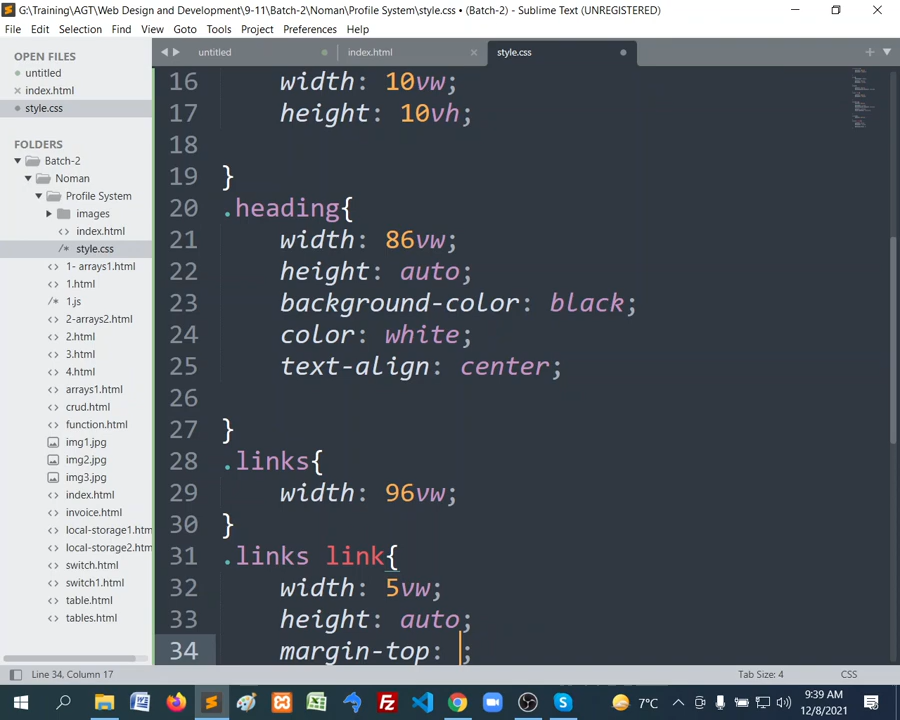 G:\Training\AGT\Web Design and Development\9-11\Batch-2\Noman\Profile System\style.css • (Batch-2) - Sublime Text (UNREGISTERED)
File Edit Selection Find View Goto Tools Project Preferences Help
OPEN FILES
untitled
index.html
style.css
FOLDERS
Batch-2
Noman
Profile System
images
index.html
style.css
1- arrays1.html
1.html
1.js
2-arrays2.html
2.html
3.html
4.html
arrays1.html
crud.html
function.html
img1.jpg
img2.jpg
img3.jpg
index.html
invoice.html
local-storage1.htm
local-storage2.htm
switch.html
switch1.html
table.html
tables.html
untitled index.html style.css
16 width: 10vw;
17 height: 10vh;
18
19 }
20 .heading{
21 width: 86vw;
22 height: auto;
23 background-color: black;
24 color: white;
25 text-align: center;
26
27 }
28 .links{
29 width: 96vw;
30 }
31 .links link{
32 width: 5vw;
33 height: auto;
34 margin-top: ;
Line 34, Column 17 Tab Size: 4 CSS
7°C 9:39 AM
12/8/2021